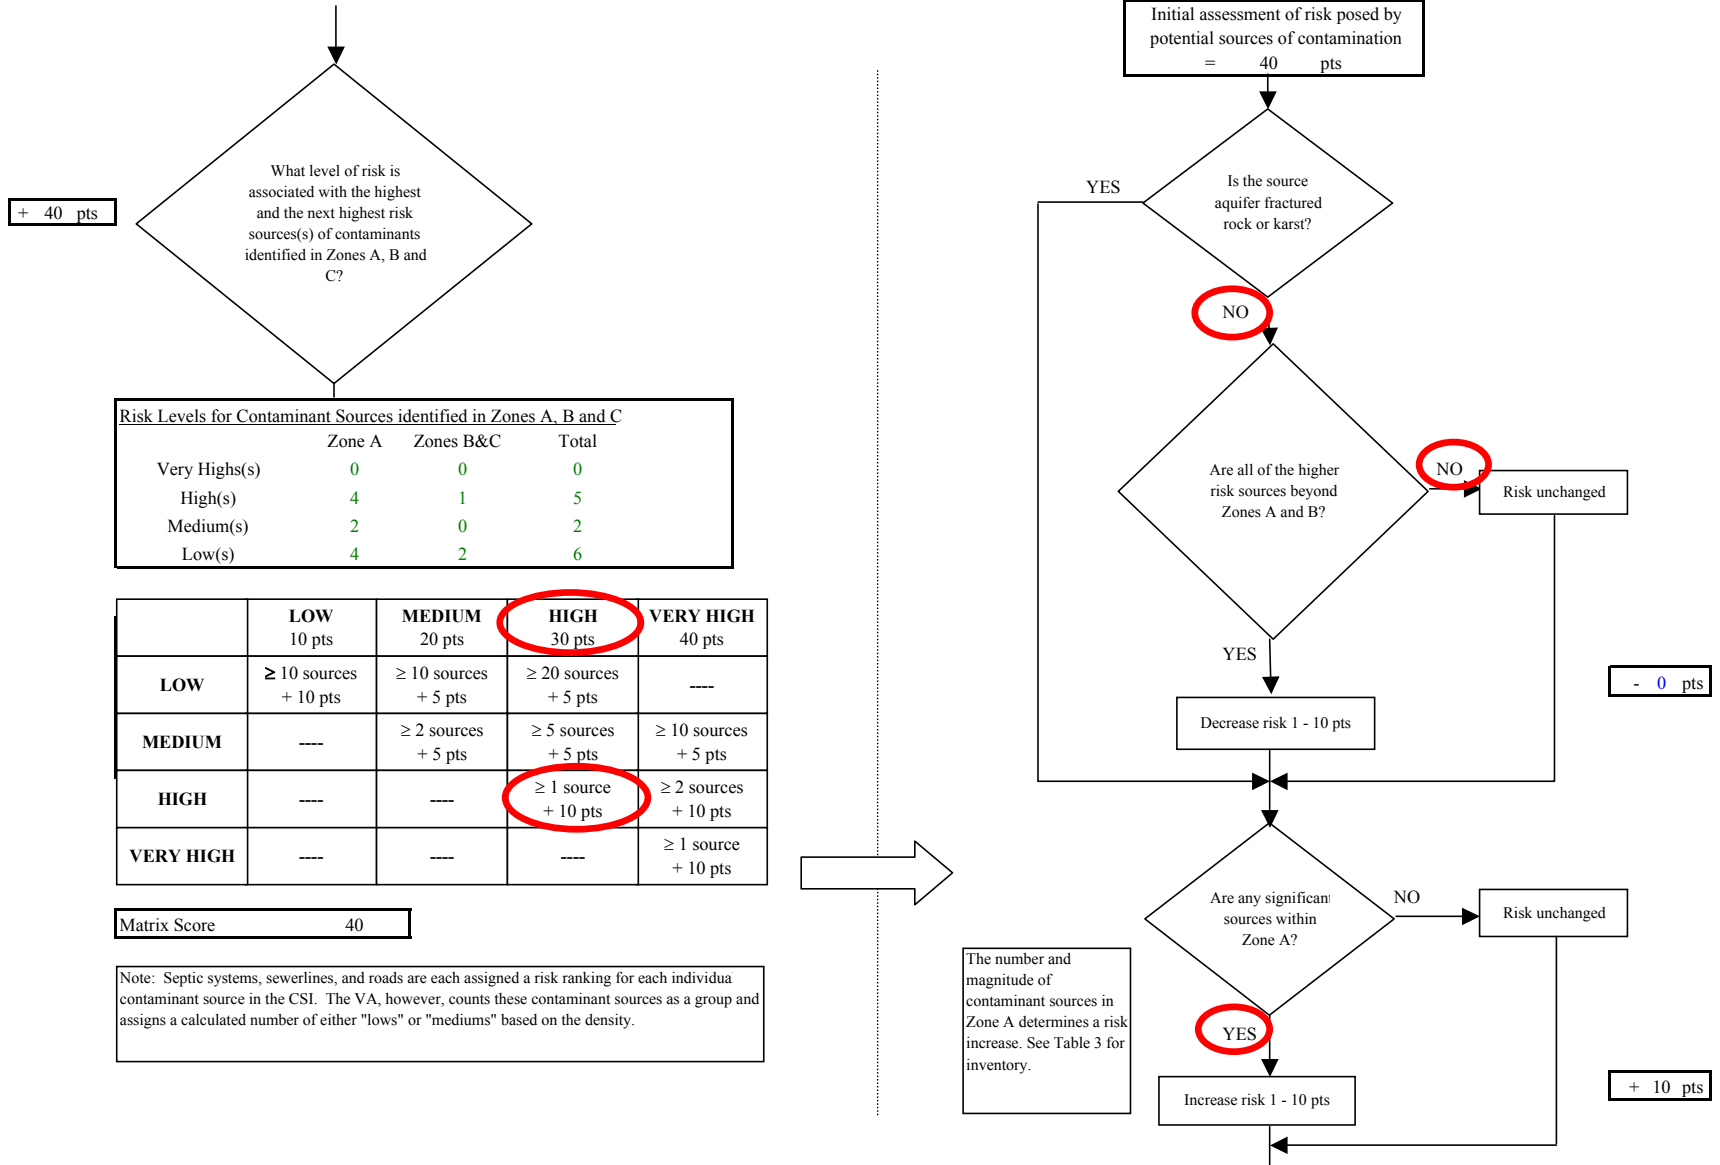 + 40 pts
What level of risk is
associated with the highest
and the next highest risk
sources(s) of contaminants
identified in Zones A, B and
C?
Risk Levels for Contaminant Sources identified in Zones A, B and C
Zone A Zones B&C Total
Very Highs(s) 0 0 0
High(s) 4 1 5
Medium(s) 2 0 2
Low(s) 4 2 6
LOW MEDIUM HIGH VERY HIGH
10 pts 20 pts 30 pts 40 pts
LOW ≥ 10 sources ≥ 10 sources ≥ 20 sources ----
+ 10 pts + 5 pts + 5 pts
MEDIUM ---- ≥ 2 sources ≥ 5 sources ≥ 10 sources
+ 5 pts + 5 pts + 5 pts
HIGH ---- ---- ≥ 1 source ≥ 2 sources
+ 10 pts + 10 pts
VERY HIGH ---- ---- ---- ≥ 1 source
+ 10 pts
Matrix Score 40
Note: Septic systems, sewerlines, and roads are each assigned a risk ranking for each individua
contaminant source in the CSI. The VA, however, counts these contaminant sources as a group and
assigns a calculated number of either "lows" or "mediums" based on the density.
Initial assessment of risk posed by
potential sources of contamination
= 40 pts
YES
Is the source
aquifer fractured
rock or karst?
NO
Are all of the higher
risk sources beyond
Zones A and B?
NO
Risk unchanged
YES
- 0 pts
Decrease risk 1 - 10 pts
Are any significant
sources within
Zone A?
NO
Risk unchanged
The number and
magnitude of
contaminant sources in
Zone A determines a risk
increase. See Table 3 for
inventory.
YES
+ 10 pts
Increase risk 1 - 10 pts